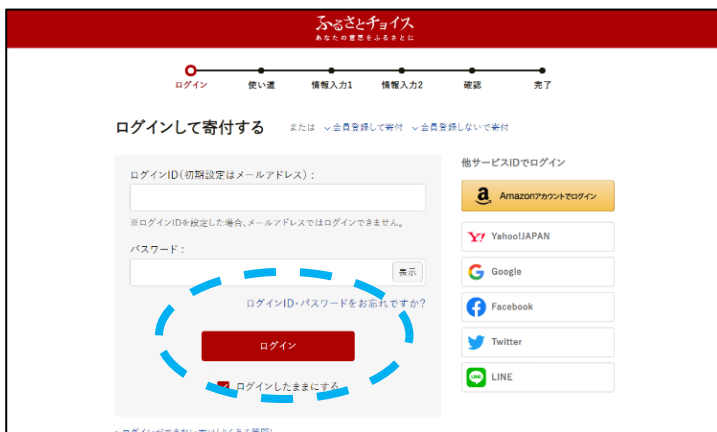 ふるさとチョイス
あなたの意思をふるさとに
ログイン 使い道 情報入力1 情報入力2 確認 完了
ログインして寄付する または ∨会員登録して寄付 ∨会員登録しないで寄付
ログインID(初期設定はメールアドレス):
※ログインIDを設定した場合、メールアドレスではログインできません。
パスワード:
表示
ログインID・パスワードをお忘れですか?
ログイン
ログインしたままにする
他サービスIDでログイン
a Amazonアカウントでログイン
Y! Yahoo!JAPAN
G Google
f Facebook
Twitter
LINE LINE